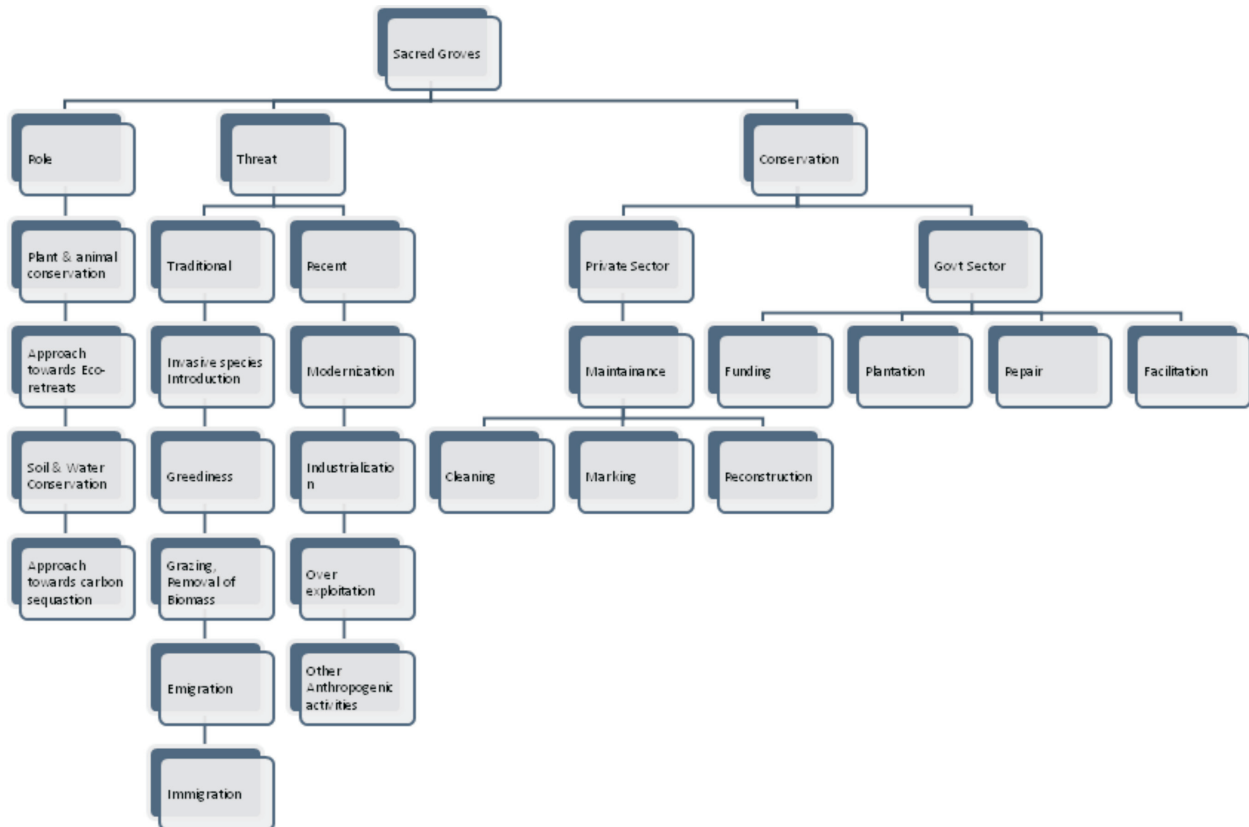 Sacred Groves
Role
Threat
Conservation
Plant & animal
conservation
Traditional
Recent
Private Sector
Govt Sector
Approach
towards Eco-
retreats
Invasive species
Introduction
Modernization
Maintainance
Funding
Plantation
Repair
Facilitation
Soil & Water
Conservation
Greediness
Industrializatio
n
Cleaning
Marking
Reconstruction
Approach
towards carbon
sequastion
Grazing,
Removal of
Biomass
Over
exploitation
Emigration
Other
Anthropogenic
activities
Immigration